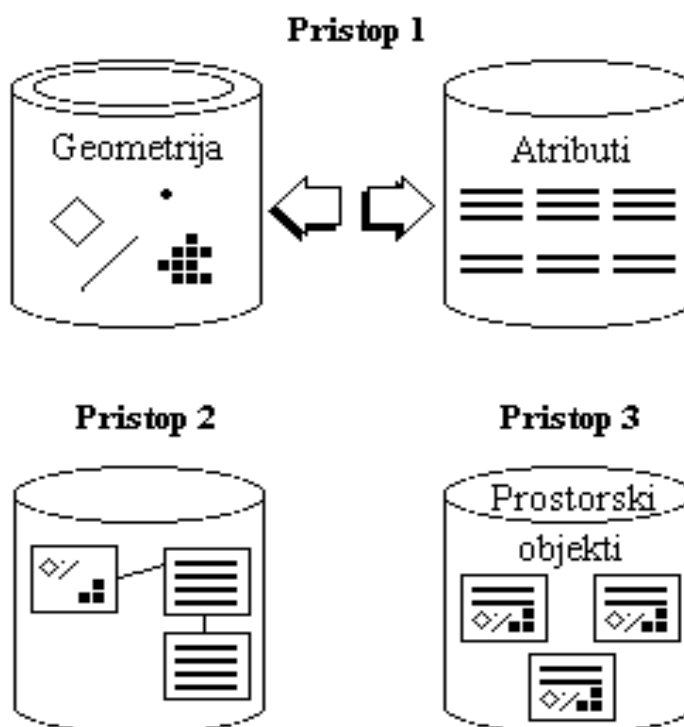 Pristop 1
Geometrija
Atributi
Pristop 2
Pristop 3
Prostorski
objekti